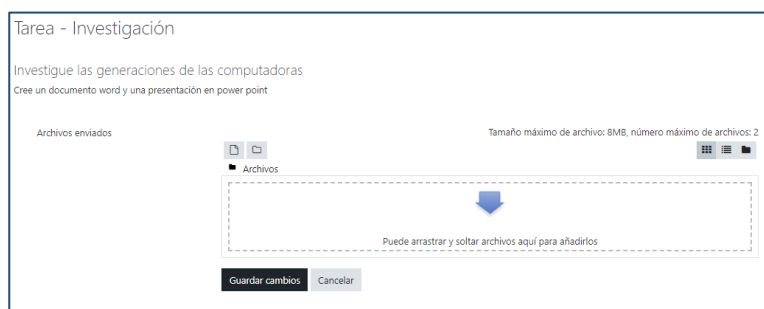 Tarea - Investigación
Investigue las generaciones de las computadoras
Cree un documento word y una presentación en power point
Archivos enviados
Tamaño máximo de archivo: 8MB, número máximo de archivos: 2
Archivos
Puede arrastrar y soltar archivos aquí para añadirlos
Guardar cambios Cancelar